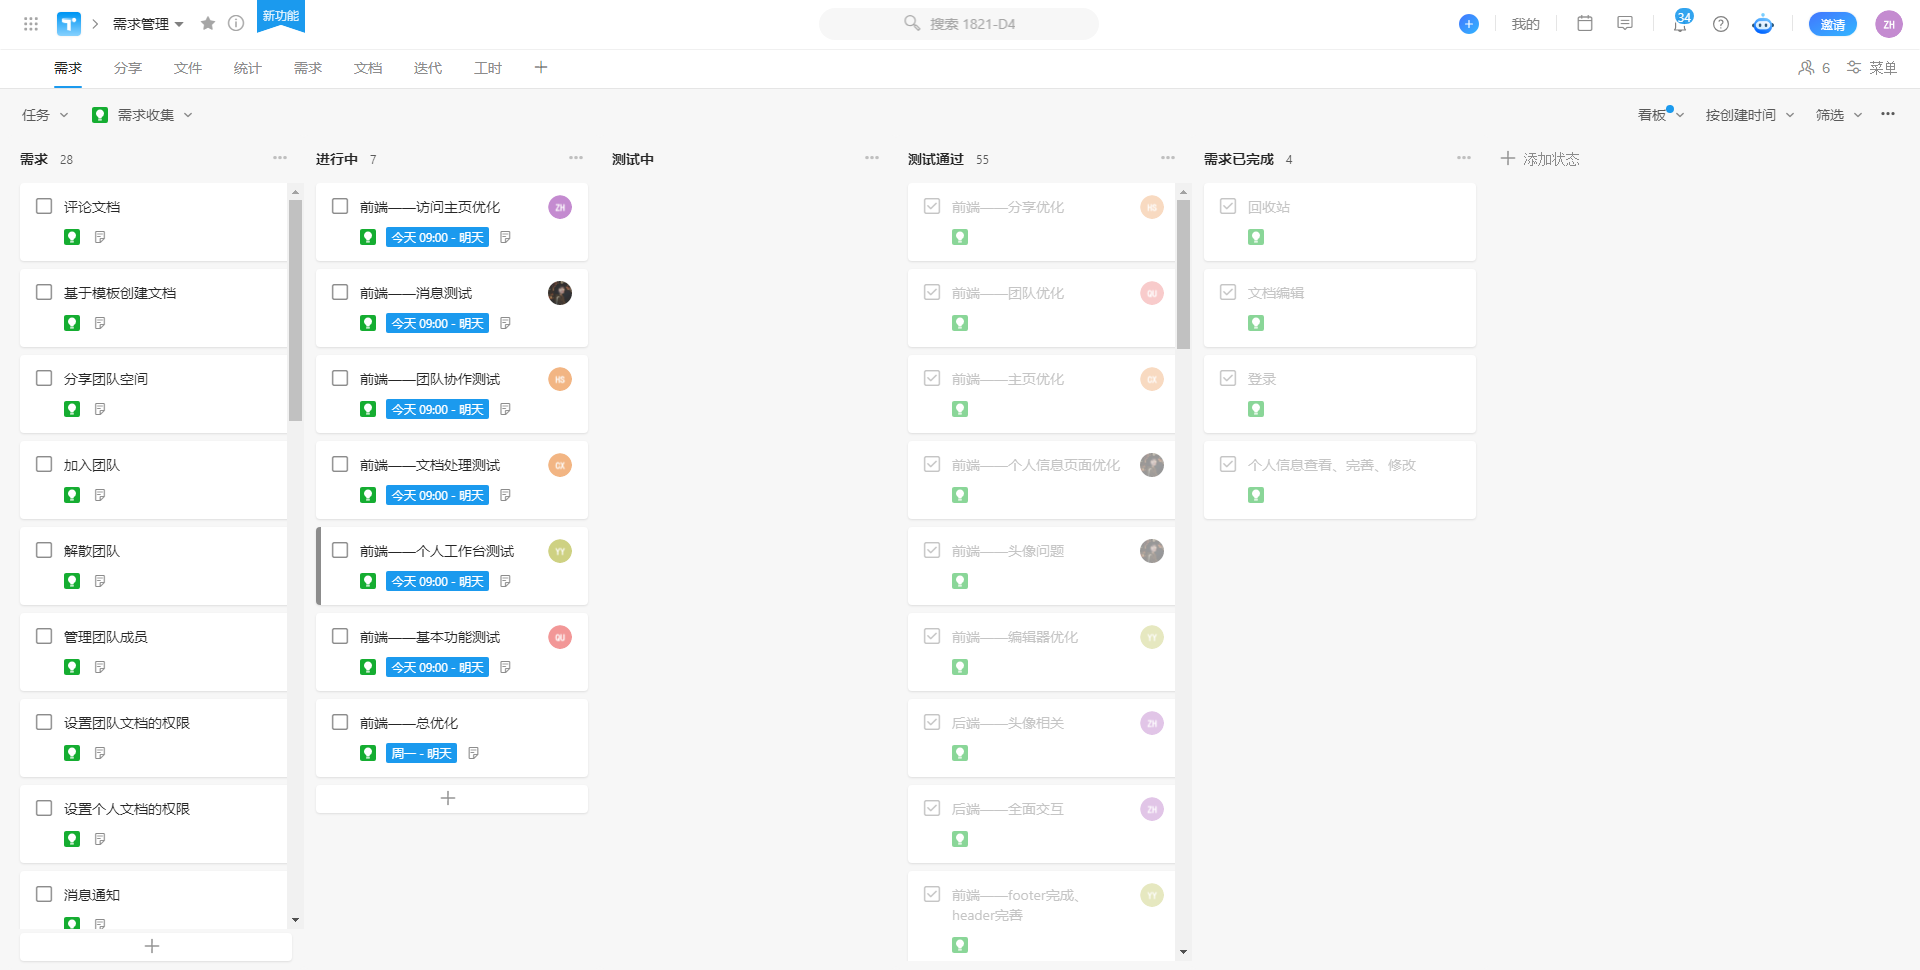 需求管理
新功能
搜索 1821-D4
我的
34
邀请
ZH
需求 分享 文件 统计 需求 文档 迭代 工时
6 菜单
任务 需求收集
看板 按创建时间 筛选
需求 28
评论文档
基于模板创建文档
分享团队空间
加入团队
解散团队
管理团队成员
设置团队文档的权限
设置个人文档的权限
消息通知
进行中 7
前端——访问主页优化
ZH
今天 09:00 - 明天
前端——消息测试
今天 09:00 - 明天
前端——团队协作测试
HS
今天 09:00 - 明天
前端——文档处理测试
CX
今天 09:00 - 明天
前端——个人工作台测试
YY
今天 09:00 - 明天
前端——基本功能测试
QU
今天 09:00 - 明天
前端——总优化
周一 - 明天
测试中
测试通过 55
前端——分享优化
HS
前端——团队优化
QU
前端——主页优化
CX
前端——个人信息页面优化
前端——头像问题
前端——编辑器优化
YY
后端——头像相关
ZH
后端——全面交互
ZH
前端——footer完成、
header完善
YY
需求已完成 4
回收站
文档编辑
登录
个人信息查看、完善、修改
添加状态